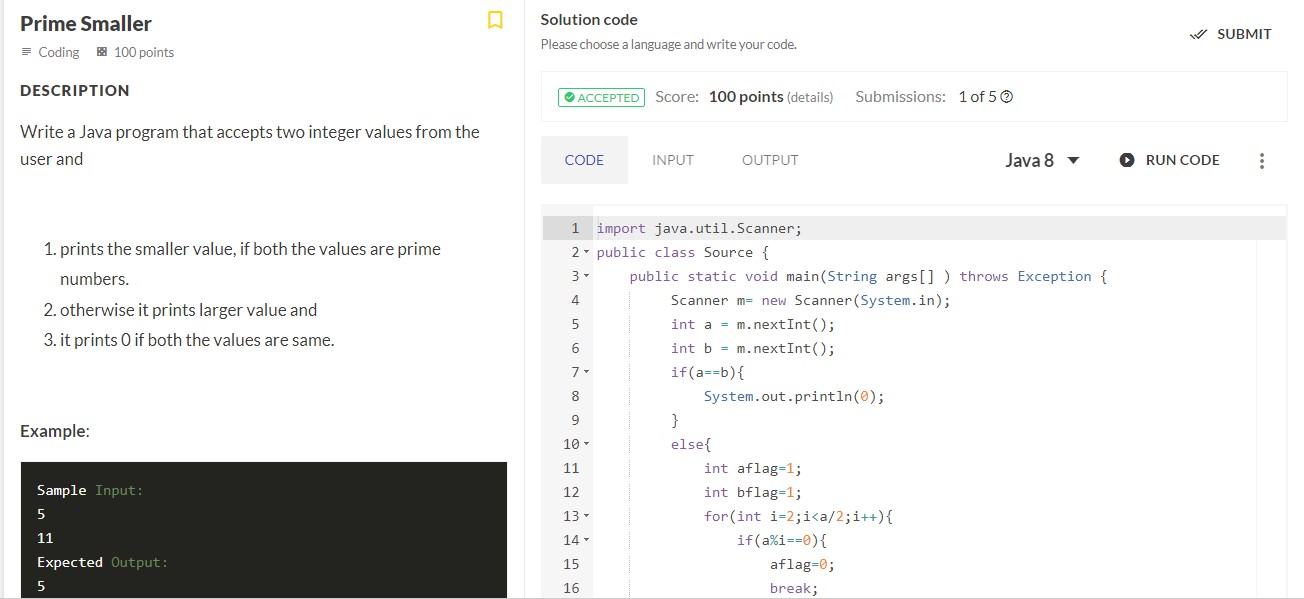 Prime Smaller
Coding 100 points
DESCRIPTION
Write a Java program that accepts two integer values from the
user and
1. prints the smaller value, if both the values are prime
numbers.
2. otherwise it prints larger value and
3. it prints 0 if both the values are same.
Example:
Sample Input:
5
11
Expected Output:
5
Solution code
Please choose a language and write your code.
SUBMIT
ACCEPTED Score: 100 points (details) Submissions: 1 of 5
CODE INPUT OUTPUT Java 8 RUN CODE
1 import java.util.Scanner;
2 public class Source {
3 public static void main(String args[] ) throws Exception {
4 Scanner m= new Scanner(System.in);
5 int a = m.nextInt();
6 int b = m.nextInt();
7 if(a==b){
8 System.out.println(0);
9 }
10 else{
11 int aflag=1;
12 int bflag=1;
13 for(int i=2;i<a/2;i++){
14 if(a%i==0){
15 aflag=0;
16 break;